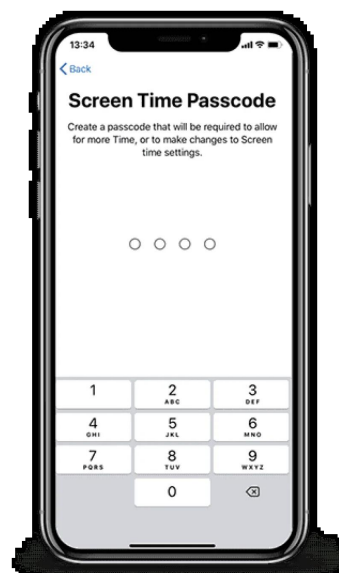 13:34
Back
Screen Time Passcode
Create a passcode that will be required to allow
for more Time, or to make changes to Screen
time settings.
1 2 3
ABC DEF
4 5 6
GHI JKL MNO
7 8 9
PQRS TUV WXYZ
0